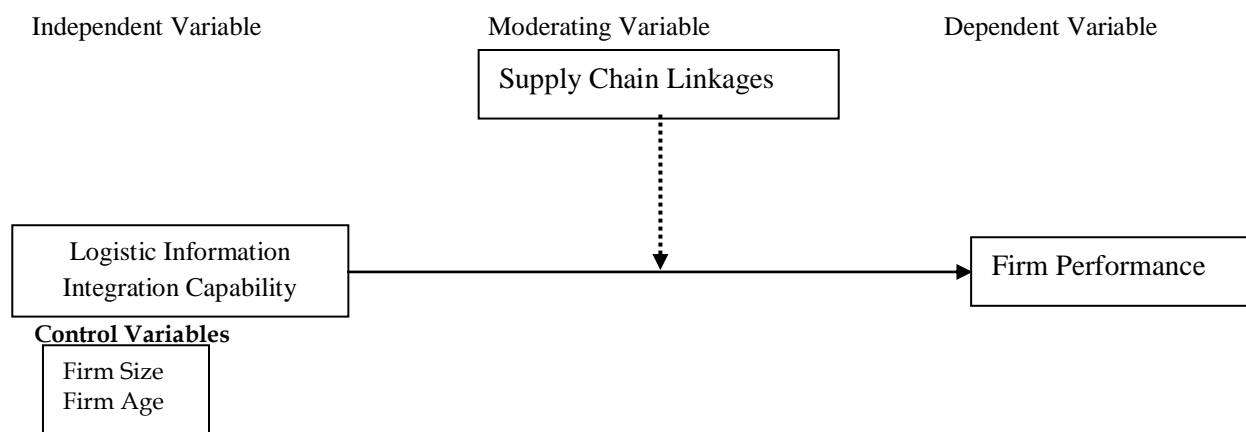 Independent Variable
Moderating Variable
Dependent Variable
Supply Chain Linkages
Logistic Information
Integration Capability
Firm Performance
Control Variables
Firm Size
Firm Age